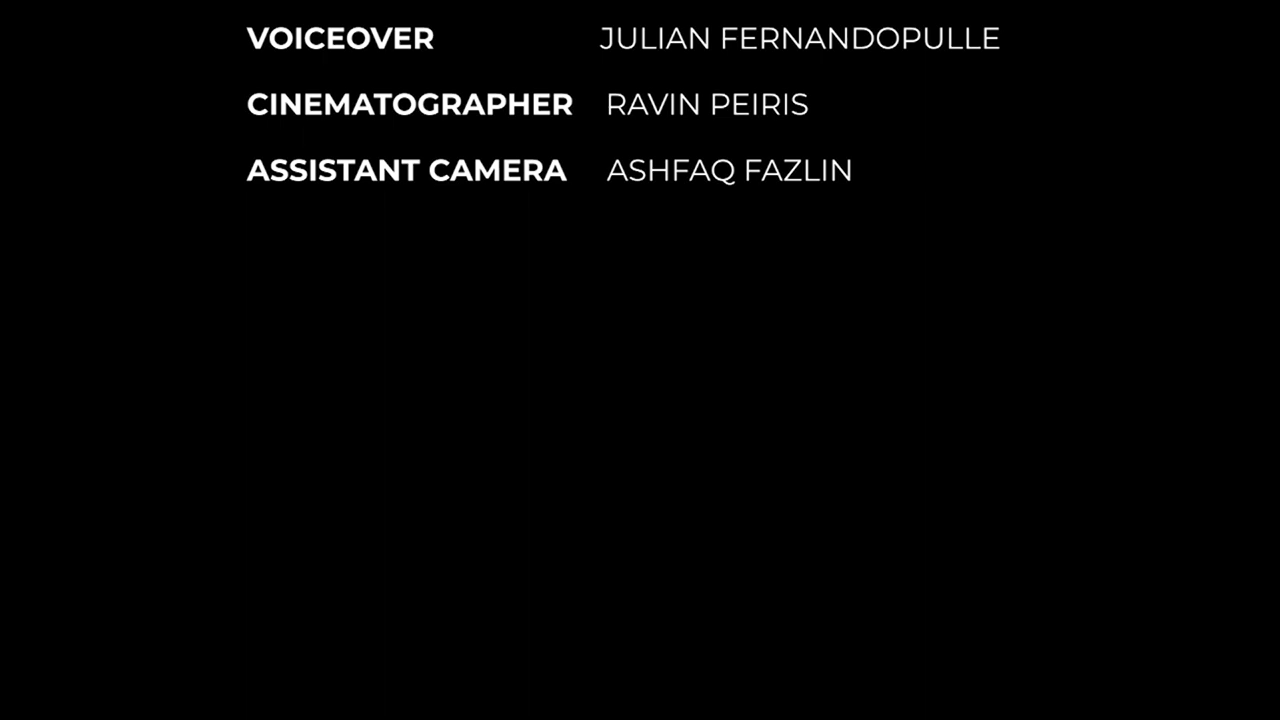 VOICEOVER JULIAN FERNANDOPULLE
CINEMATOGRAPHER RAVIN PEIRIS
ASSISTANT CAMERA ASHFAQ FAZLIN